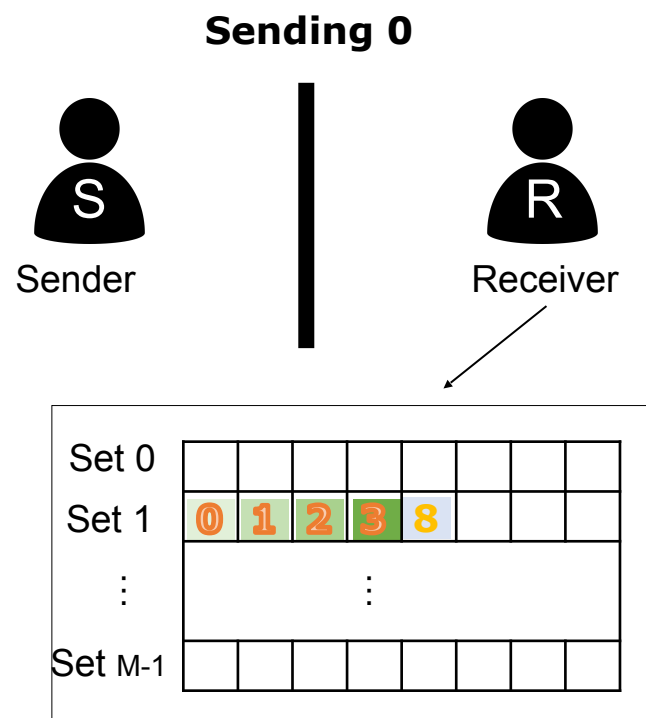 Sending 0
S R
Sender Receiver
Set 0
Set 1 0 1 2 3 8
⋮ ⋮
Set M-1